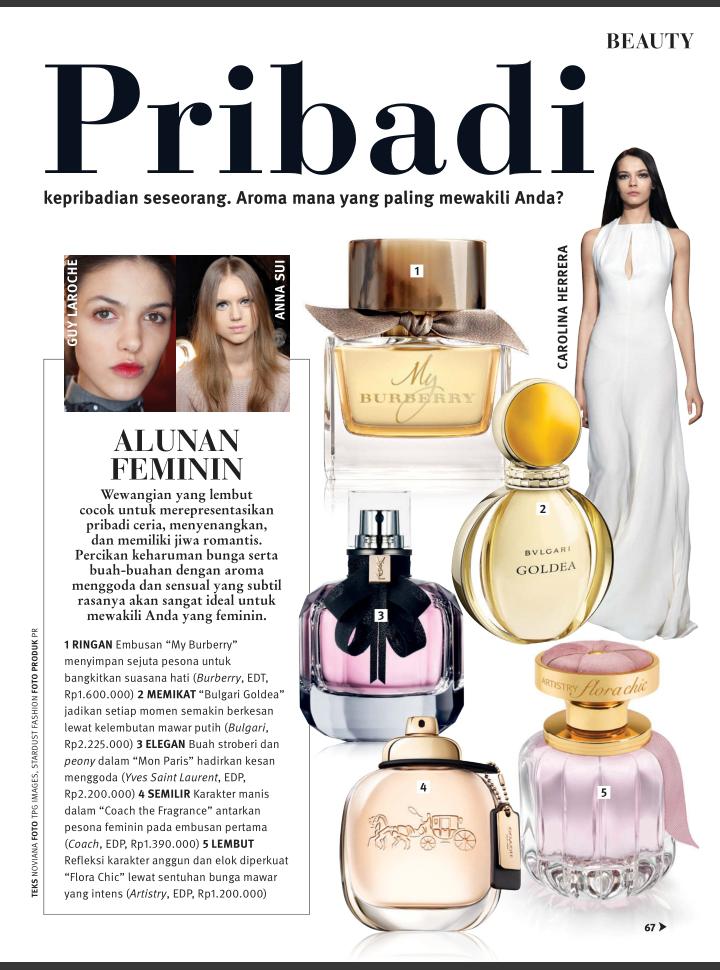 BEAUTY
Pribadi
kepribadian seseorang. Aroma mana yang paling mewakili Anda?
GUY LAROCHE
ANNA SUI
CAROLINA HERRERA
ALUNAN
FEMININ
Wewangian yang lembut
cocok untuk merepresentasikan
pribadi ceria, menyenangkan,
dan memiliki jiwa romantis.
Percikan keharuman bunga serta
buah-buahan dengan aroma
menggoda dan sensual yang subtil
rasanya akan sangat ideal untuk
mewakili Anda yang feminin.
1 RINGAN Embusan “My Burberry”
menyimpan sejuta pesona untuk
bangkitkan suasana hati (Burberry, EDT,
Rp1.600.000) 2 MEMIKAT “Bulgari Goldea”
jadikan setiap momen semakin berkesan
lewat kelembutan mawar putih (Bulgari,
Rp2.225.000) 3 ELEGAN Buah stroberi dan
peony dalam “Mon Paris” hadirkan kesan
menggoda (Yves Saint Laurent, EDP,
Rp2.200.000) 4 SEMILIR Karakter manis
dalam “Coach the Fragrance” antarkan
pesona feminin pada embusan pertama
(Coach, EDP, Rp1.390.000) 5 LEMBUT
Refleksi karakter anggun dan elok diperkuat
“Flora Chic” lewat sentuhan bunga mawar
yang intens (Artistry, EDP, Rp1.200.000)
TEKS NOVIANA FOTO TPG IMAGES, STARDUST FASHION FOTO PRODUK PR
1
My
BURBERRY
2
BVLGARI
GOLDEA
3
4
ARTISTRY flora chic
5
67